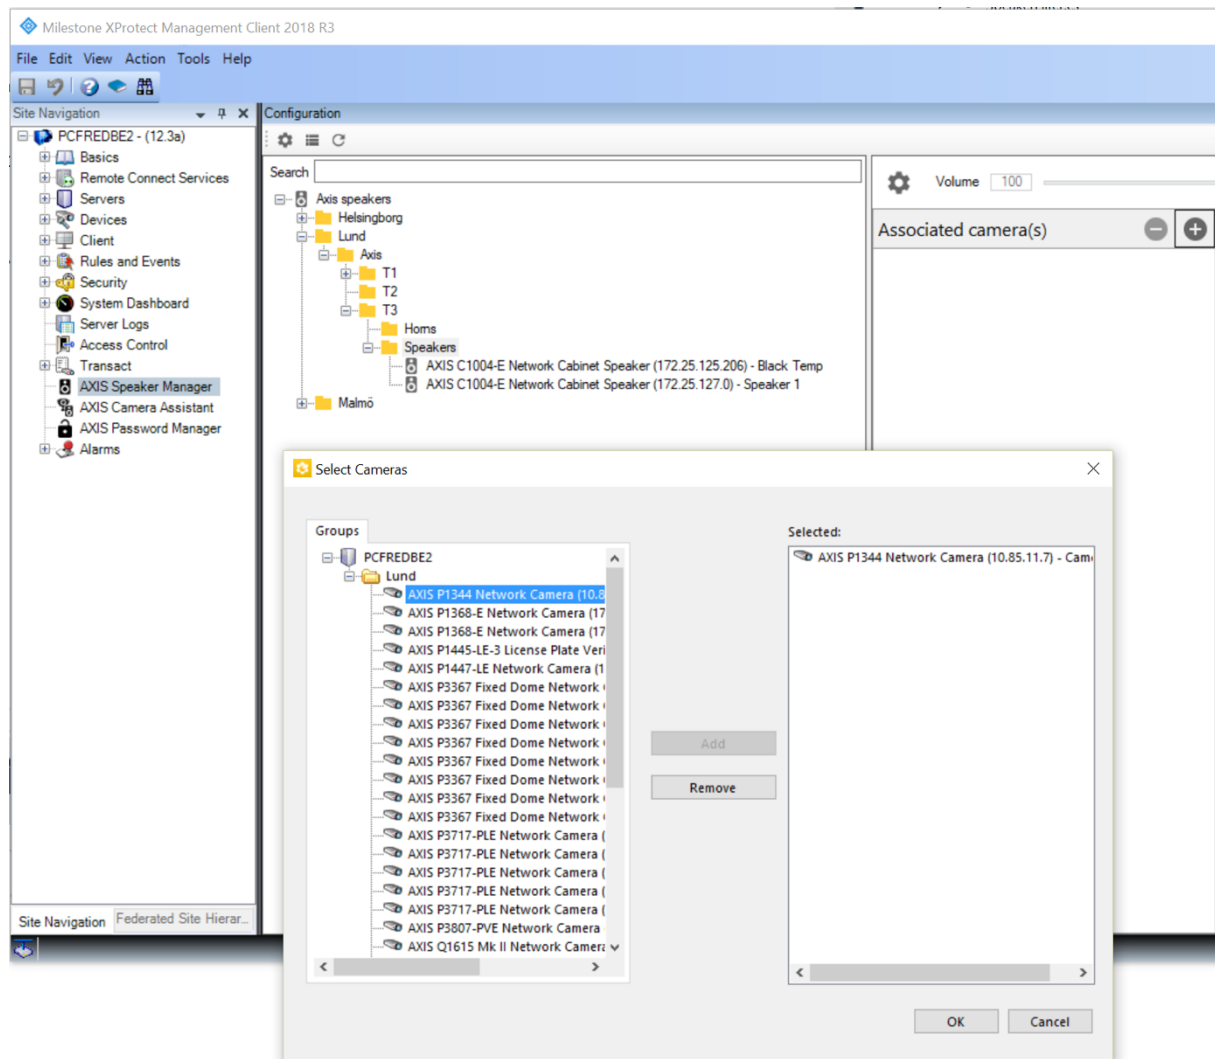 Milestone XProtect Management Client 2018 R3
File Edit View Action Tools Help
Site Navigation
PCFREDBE2 - (12.3a)
Basics
Remote Connect Services
Servers
Devices
Client
Rules and Events
Security
System Dashboard
Server Logs
Access Control
Transact
AXIS Speaker Manager
AXIS Camera Assistant
AXIS Password Manager
Alarms
Site Navigation
Federated Site Hierar...
Configuration
Search
Axis speakers
Helsingborg
Lund
Axis
T1
T2
T3
Horns
Speakers
AXIS C1004-E Network Cabinet Speaker (172.25.125.206) - Black Temp
AXIS C1004-E Network Cabinet Speaker (172.25.127.0) - Speaker 1
Malmö
Volume 100
Associated camera(s)
Select Cameras
Groups
PCFREDBE2
Lund
AXIS P1344 Network Camera (10.8
AXIS P1368-E Network Camera (17
AXIS P1368-E Network Camera (17
AXIS P1445-LE-3 License Plate Veri
AXIS P1447-LE Network Camera (1
AXIS P3367 Fixed Dome Network
AXIS P3367 Fixed Dome Network
AXIS P3367 Fixed Dome Network
AXIS P3367 Fixed Dome Network
AXIS P3367 Fixed Dome Network
AXIS P3367 Fixed Dome Network
AXIS P3367 Fixed Dome Network
AXIS P3367 Fixed Dome Network
AXIS P3717-PLE Network Camera (
AXIS P3717-PLE Network Camera (
AXIS P3717-PLE Network Camera (
AXIS P3717-PLE Network Camera (
AXIS P3717-PLE Network Camera (
AXIS P3807-PVE Network Camera
AXIS Q1615 Mk II Network Camera
Add
Remove
Selected:
AXIS P1344 Network Camera (10.85.11.7) - Cam
OK
Cancel